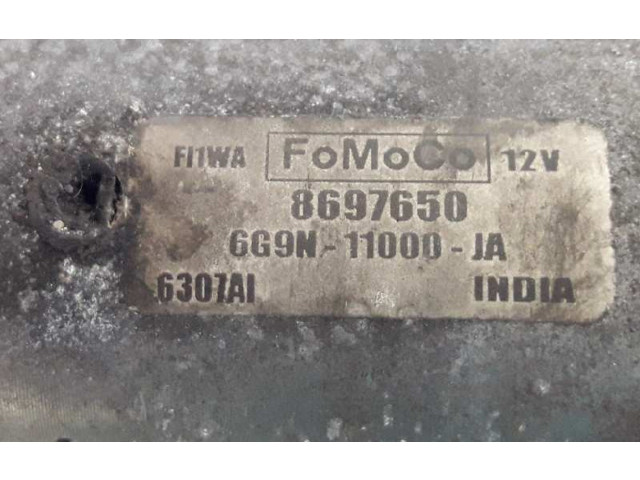 FI1WA FoMoCo 12V
8697650
6G9N-11000-JA
6307AI INDIA